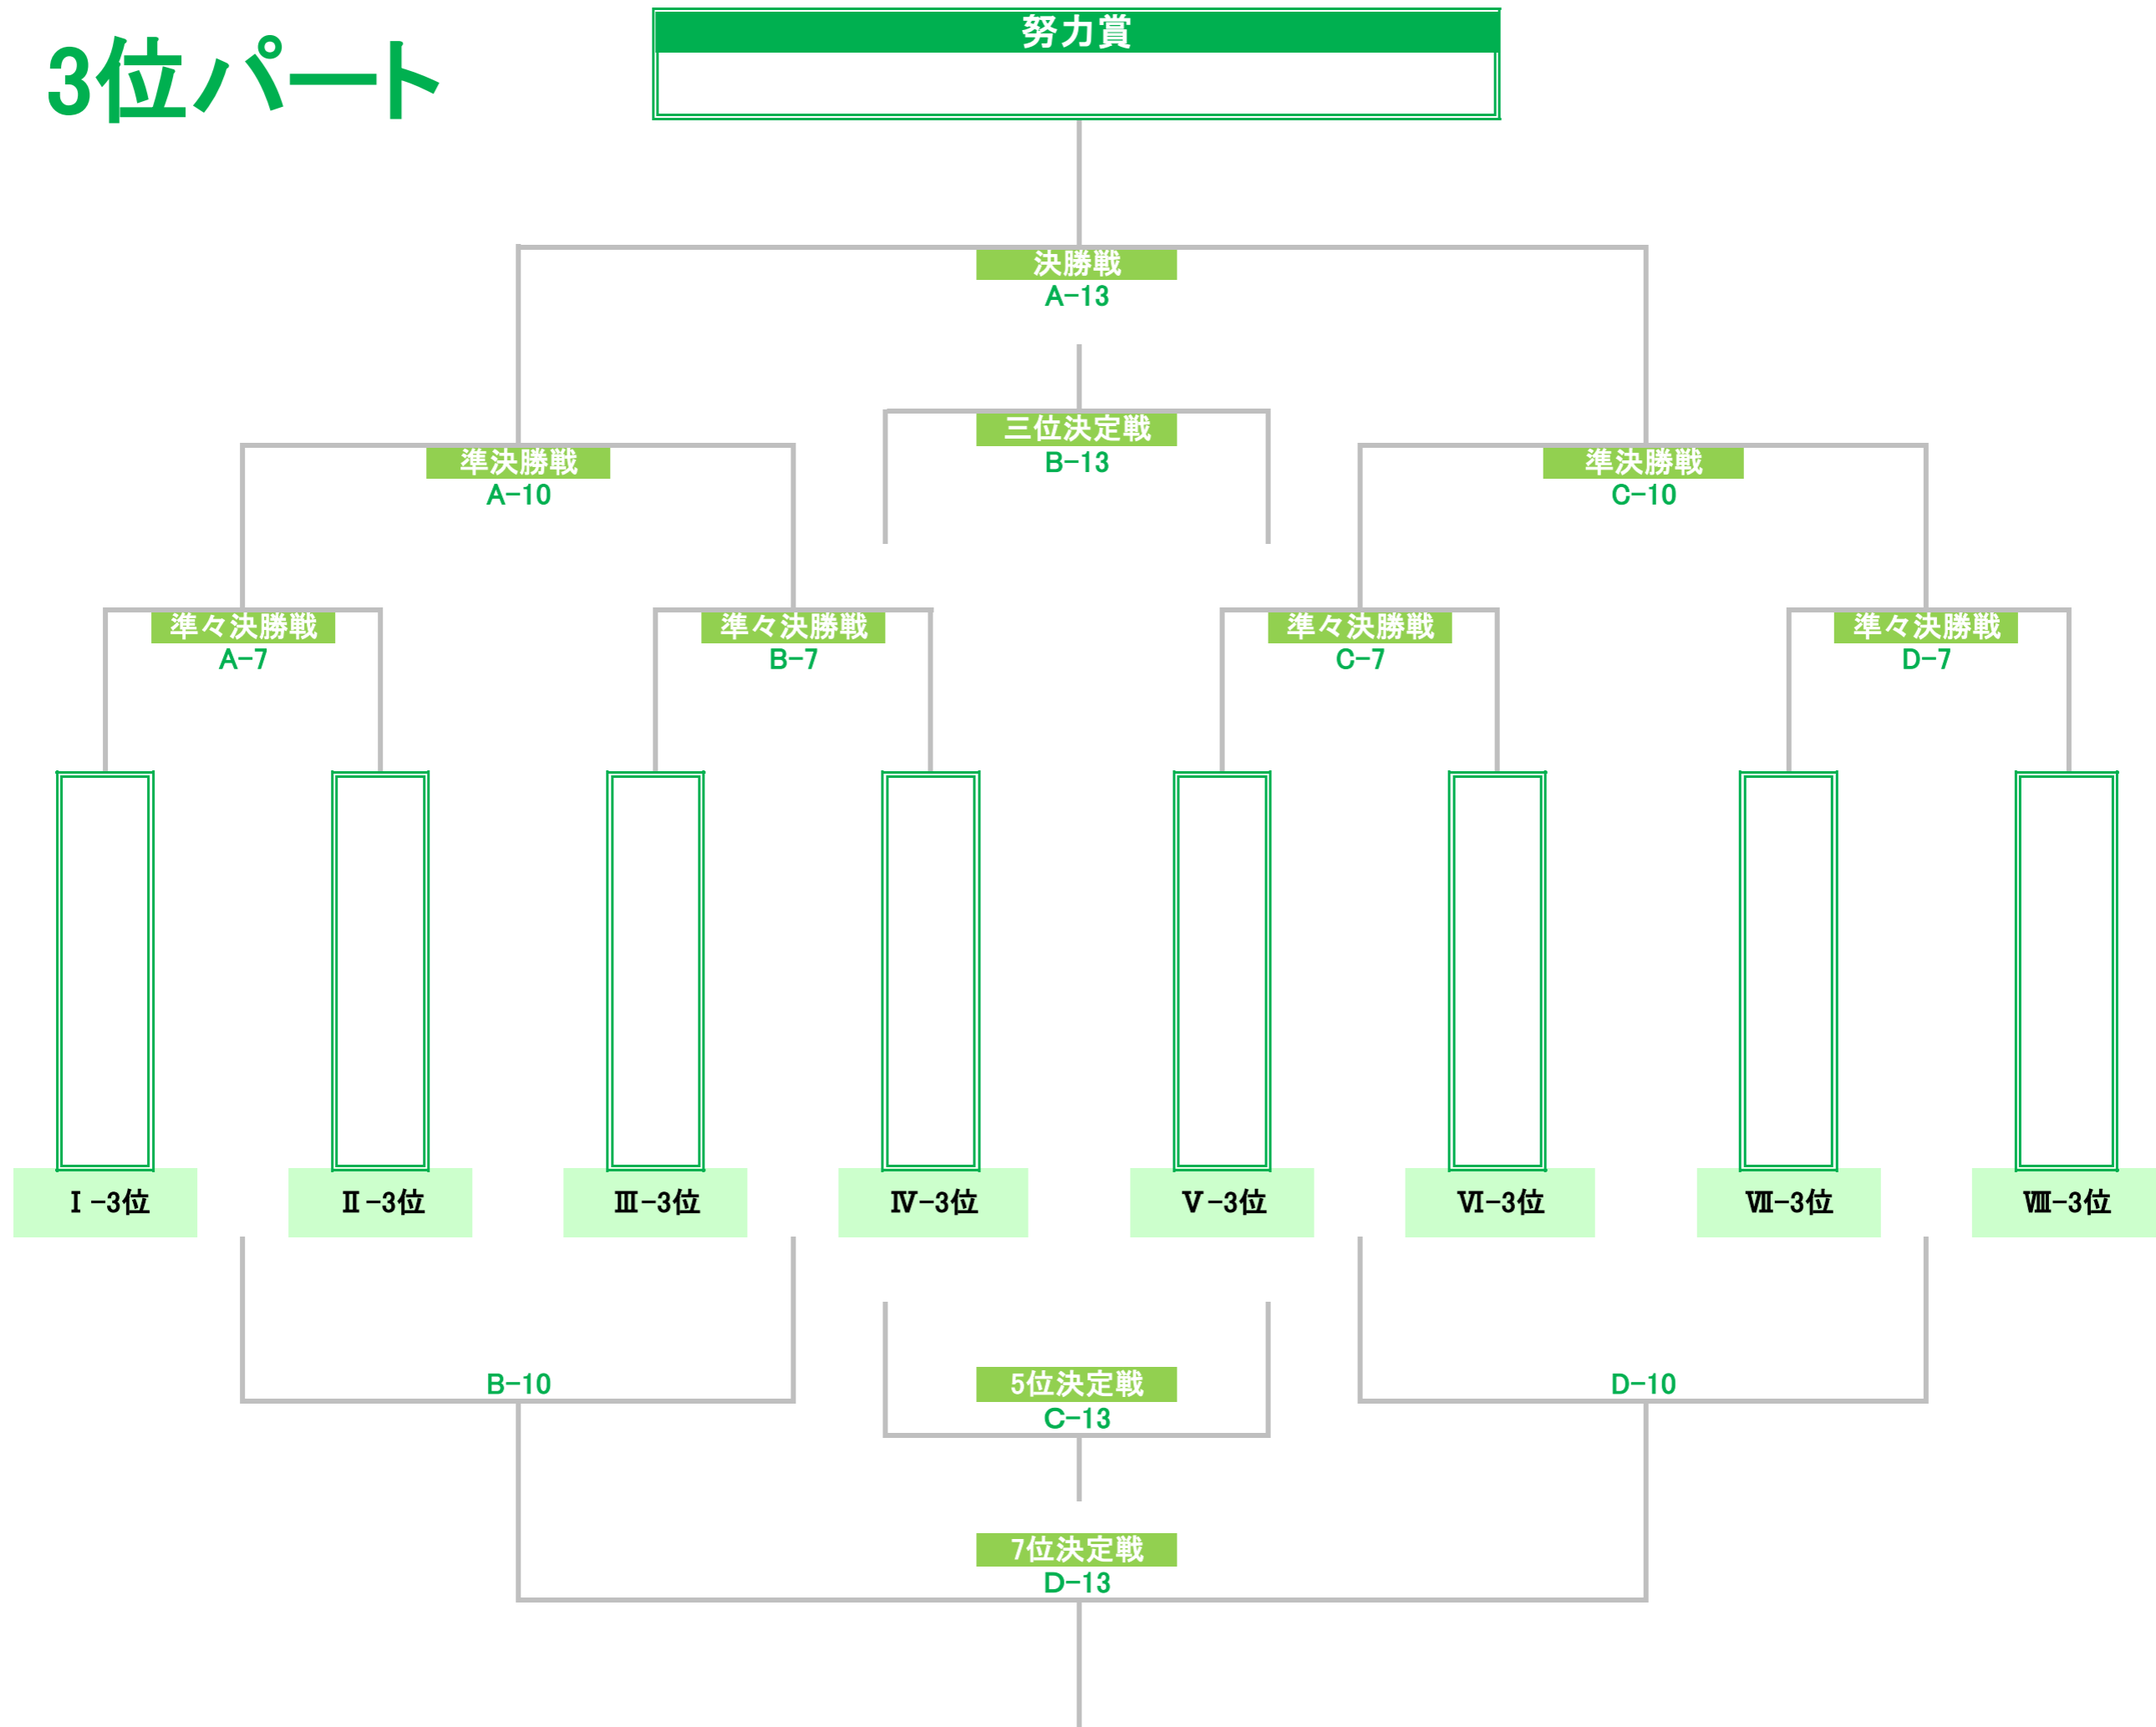 3位パート
努力賞
決勝戦
A-13
三位決定戦
B-13
準決勝戦
A-10
準決勝戦
C-10
準々決勝戦
A-7
準々決勝戦
B-7
準々決勝戦
C-7
準々決勝戦
D-7
Ⅰ-3位
Ⅱ-3位
Ⅲ-3位
Ⅳ-3位
Ⅴ-3位
Ⅵ-3位
Ⅶ-3位
Ⅷ-3位
B-10
5位決定戦
C-13
D-10
7位決定戦
D-13